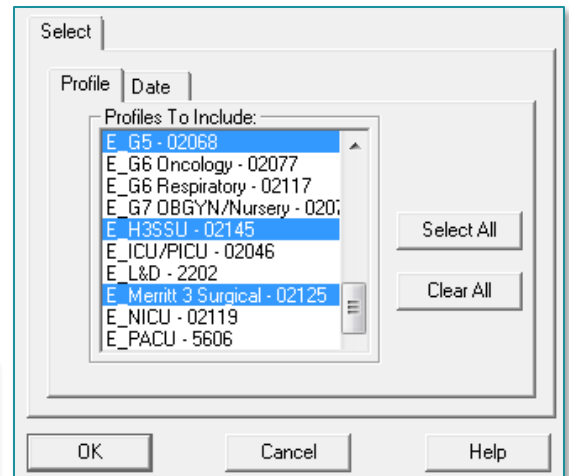 Select
Profile
Date
Profiles To Include:
E_G5 - 02068
E_G6 Oncology - 02077
E_G6 Respiratory - 02117
E_G7 OBGYN/Nursery - 0207
E_H3SSU - 02145
E_ICU/PICU - 02046
E_L&D - 2202
E_Merritt 3 Surgical - 02125
E_NICU - 02119
E_PACU - 5606
Select All
Clear All
OK
Cancel
Help